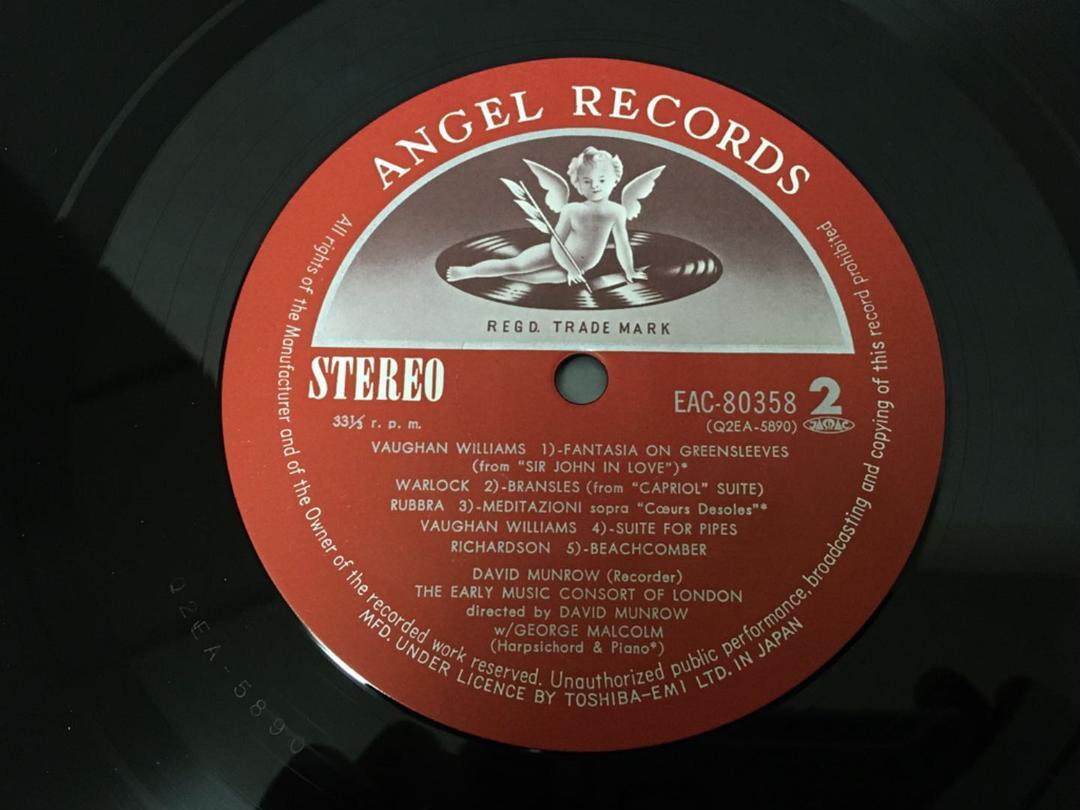 ANGEL RECORDS
REGD. TRADE MARK
STEREO
33⅓ r. p. m.
EAC-80358 2
(Q2EA-5890) JASRAC
VAUGHAN WILLIAMS 1)-FANTASIA ON GREENSLEEVES
(from “SIR JOHN IN LOVE”)*
WARLOCK 2)-BRANSLES (from “CAPRIOL” SUITE)
RUBBRA 3)-MEDITAZIONI sopra “Cœurs Desoles”*
VAUGHAN WILLIAMS 4)-SUITE FOR PIPES
RICHARDSON 5)-BEACHCOMBER
DAVID MUNROW (Recorder)
THE EARLY MUSIC CONSORT OF LONDON
directed by DAVID MUNROW
w/GEORGE MALCOLM
(Harpsichord & Piano*)
All rights of the Manufacturer and of the Owner of the recorded work reserved. Unauthorized public performance, broadcasting and copying of this record prohibited
MFD. UNDER LICENCE BY TOSHIBA-EMI LTD. IN JAPAN
Q2EA-5890